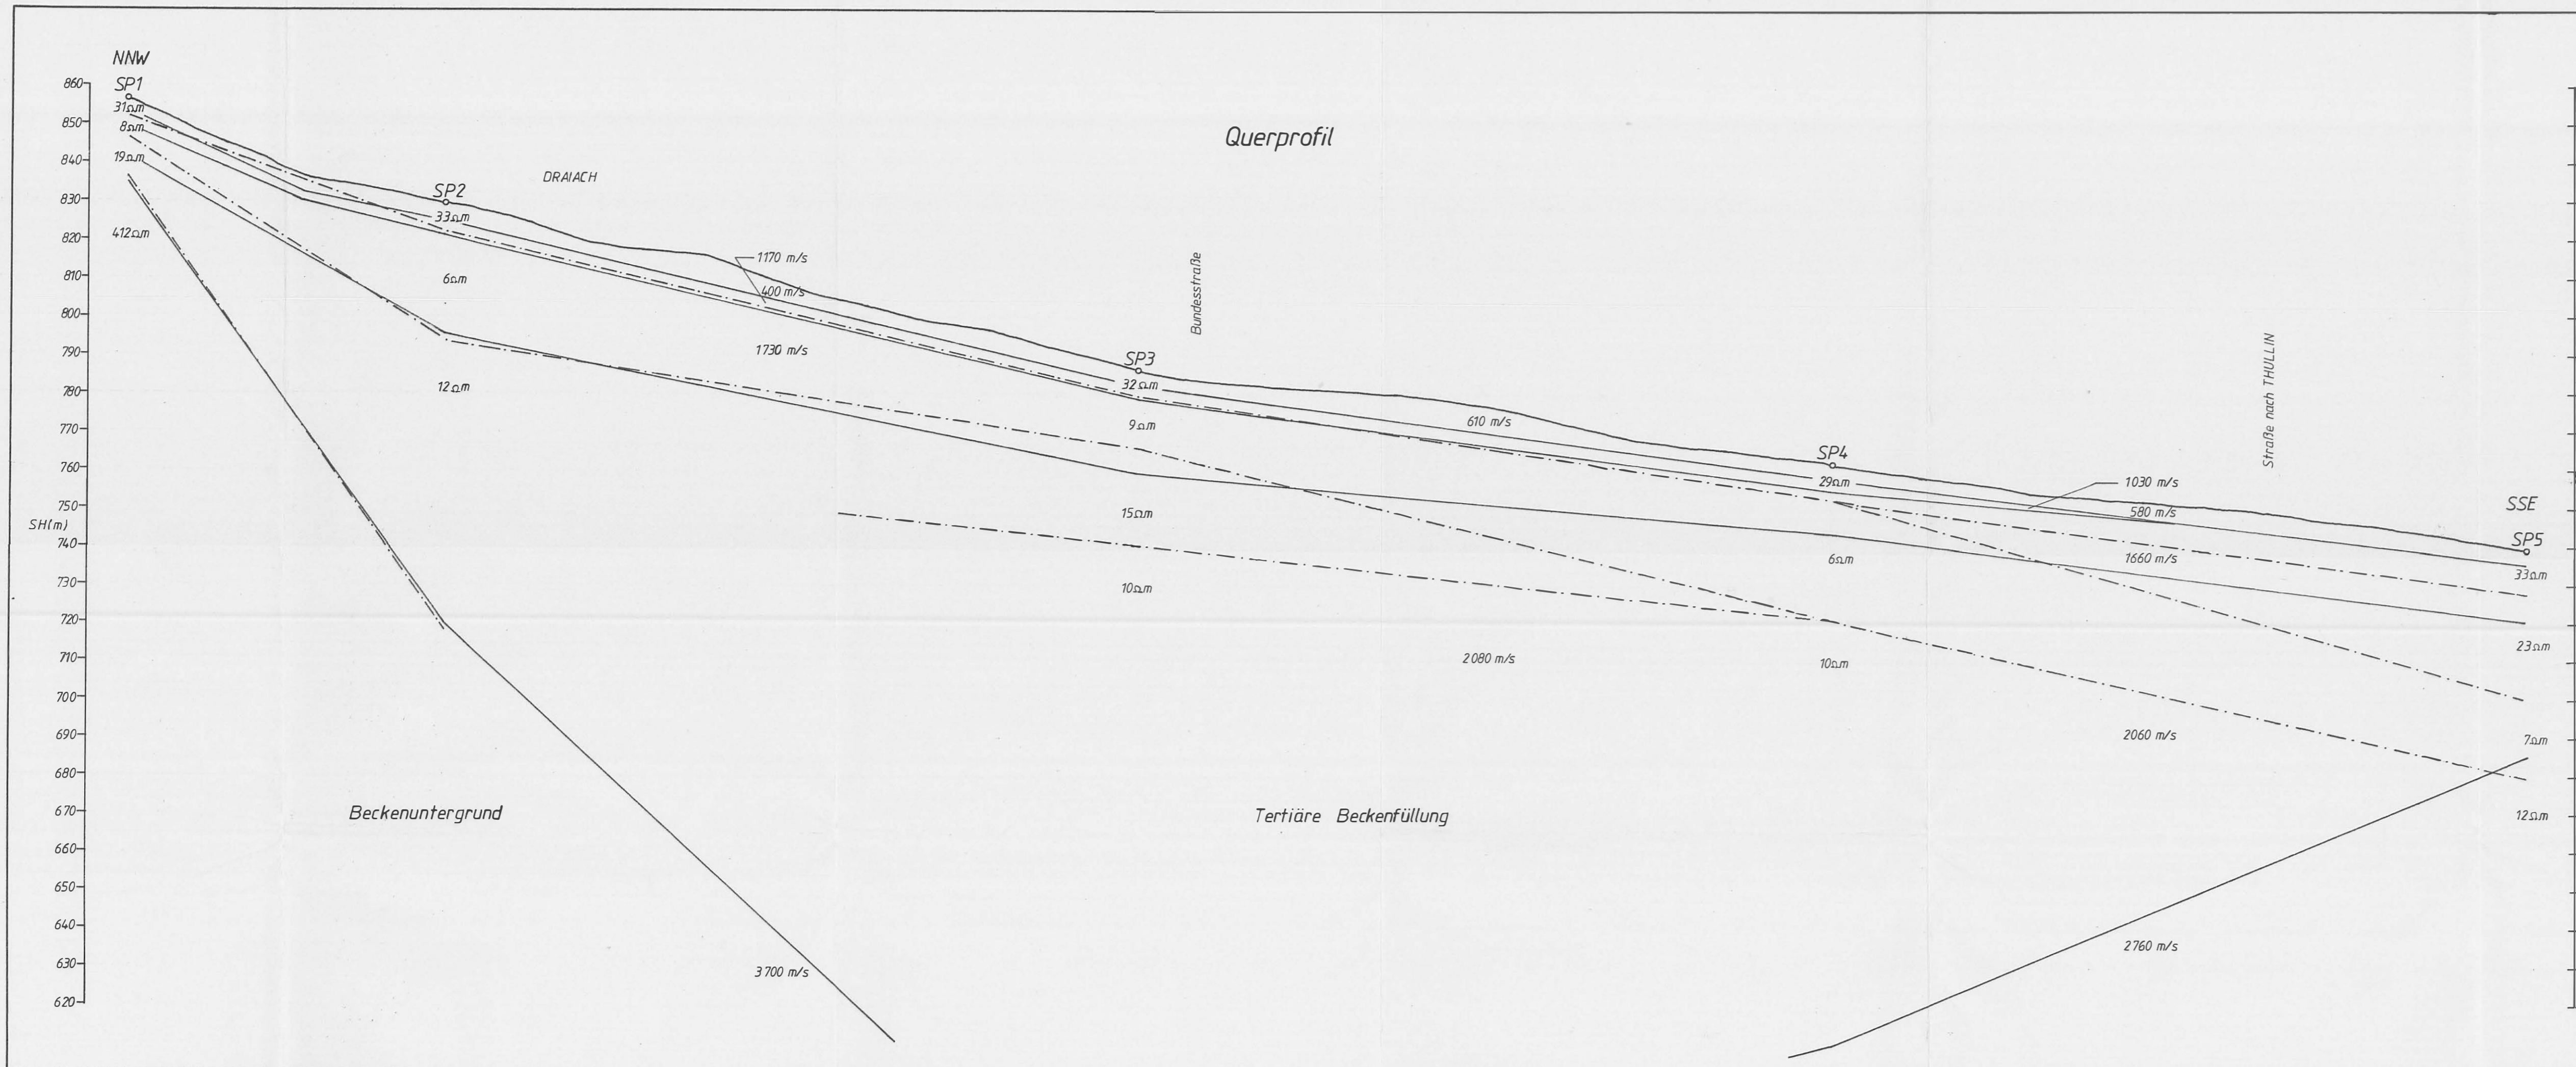 Querprofil
NNW
SP1
860
850
840
830
820
810
800
790
780
770
760
750
SH(m)
740
730
720
710
700
690
680
670
660
650
640
630
620
31Ωm
8Ωm
19Ωm
412Ωm
SP2
33Ωm
6Ωm
12Ωm
DRAIACH
1170 m/s
400 m/s
1730 m/s
3700 m/s
Beckenuntergrund
SP3
32Ωm
9Ωm
15Ωm
10Ωm
Bundesstraße
Tertiäre Beckenfüllung
610 m/s
2080 m/s
SP4
29Ωm
6Ωm
10Ωm
1030 m/s
580 m/s
1660 m/s
2060 m/s
2760 m/s
Straße nach THULLIN
SSE
SP5
33Ωm
23Ωm
7Ωm
12Ωm